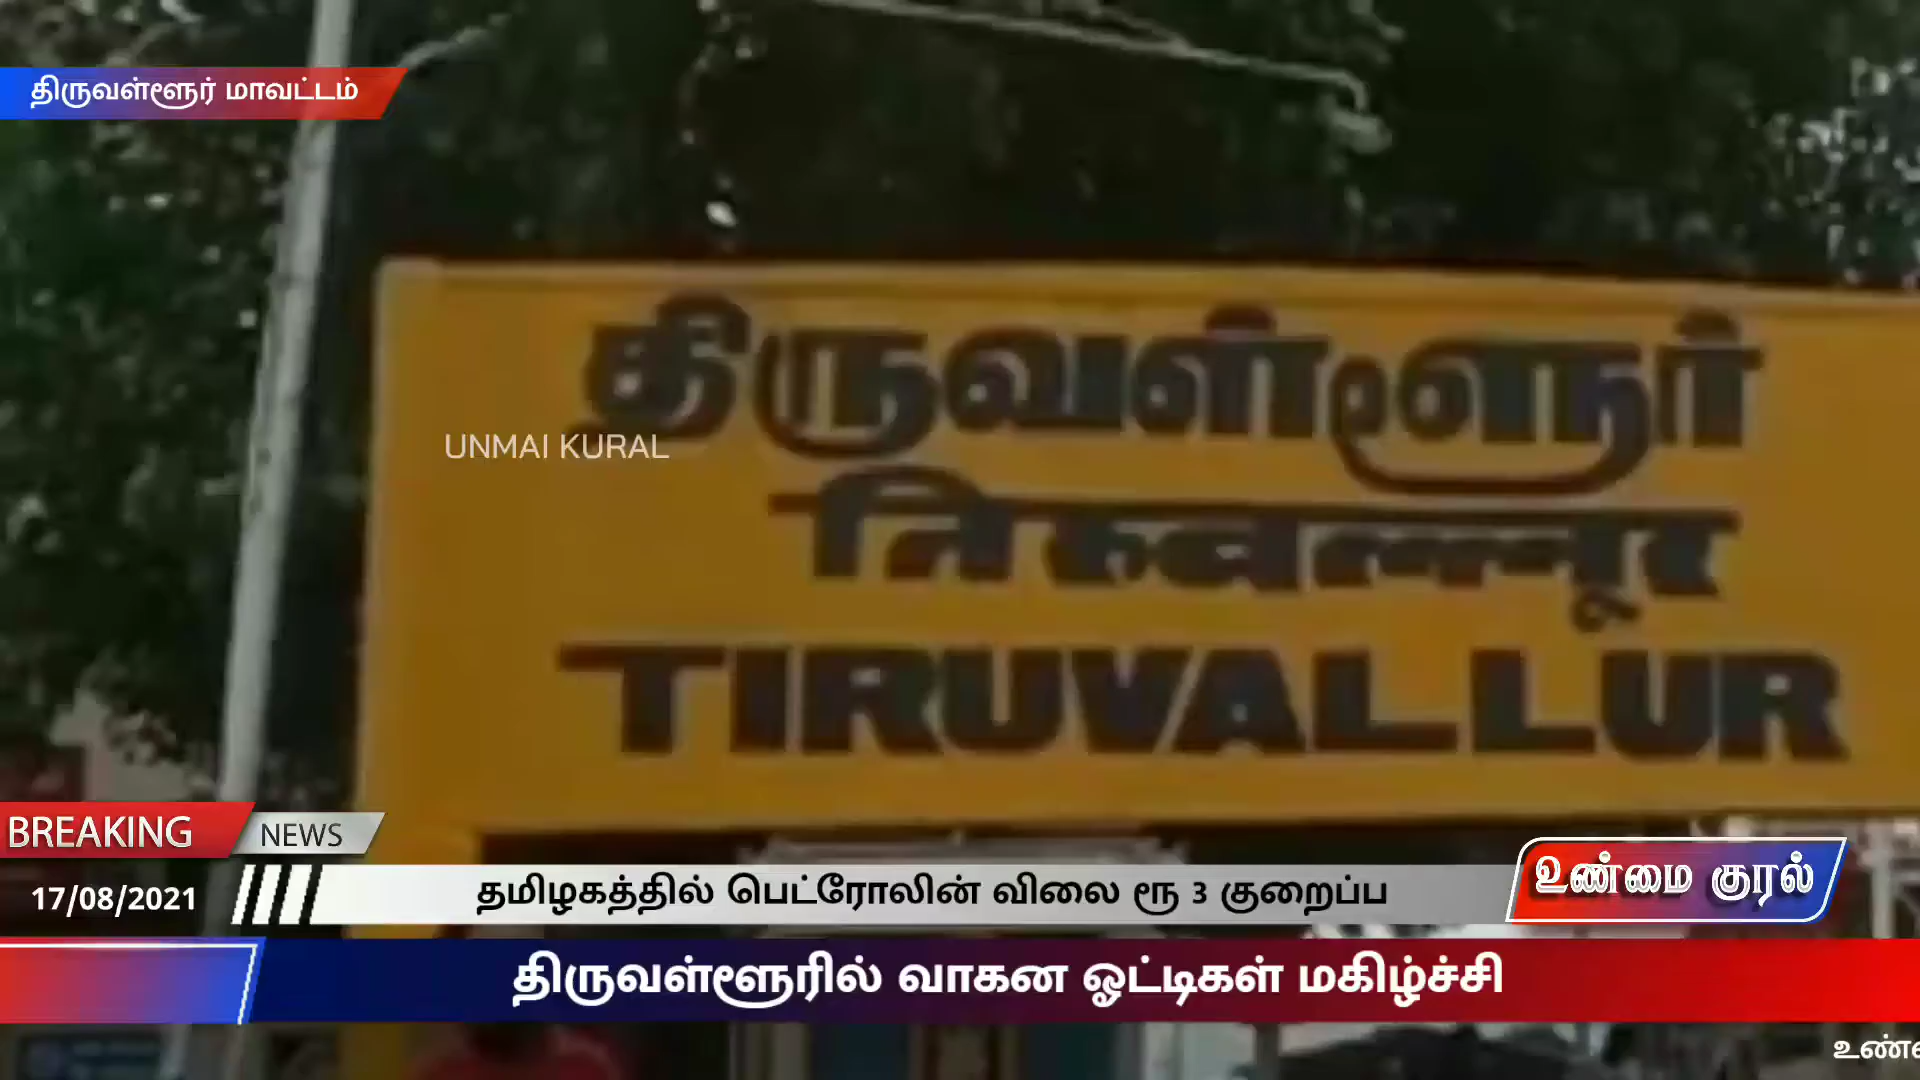 திருவள்ளூர் மாவட்டம்
திருவள்ளூர்
UNMAI KURAL
तिरुवल्लूर
TIRUVALLUR
BREAKING NEWS
17/08/2021
தமிழகத்தில் பெட்ரோலின் விலை ரூ 3 குறைப்ப
உண்மை குரல்
திருவள்ளூரில் வாகன ஓட்டிகள் மகிழ்ச்சி